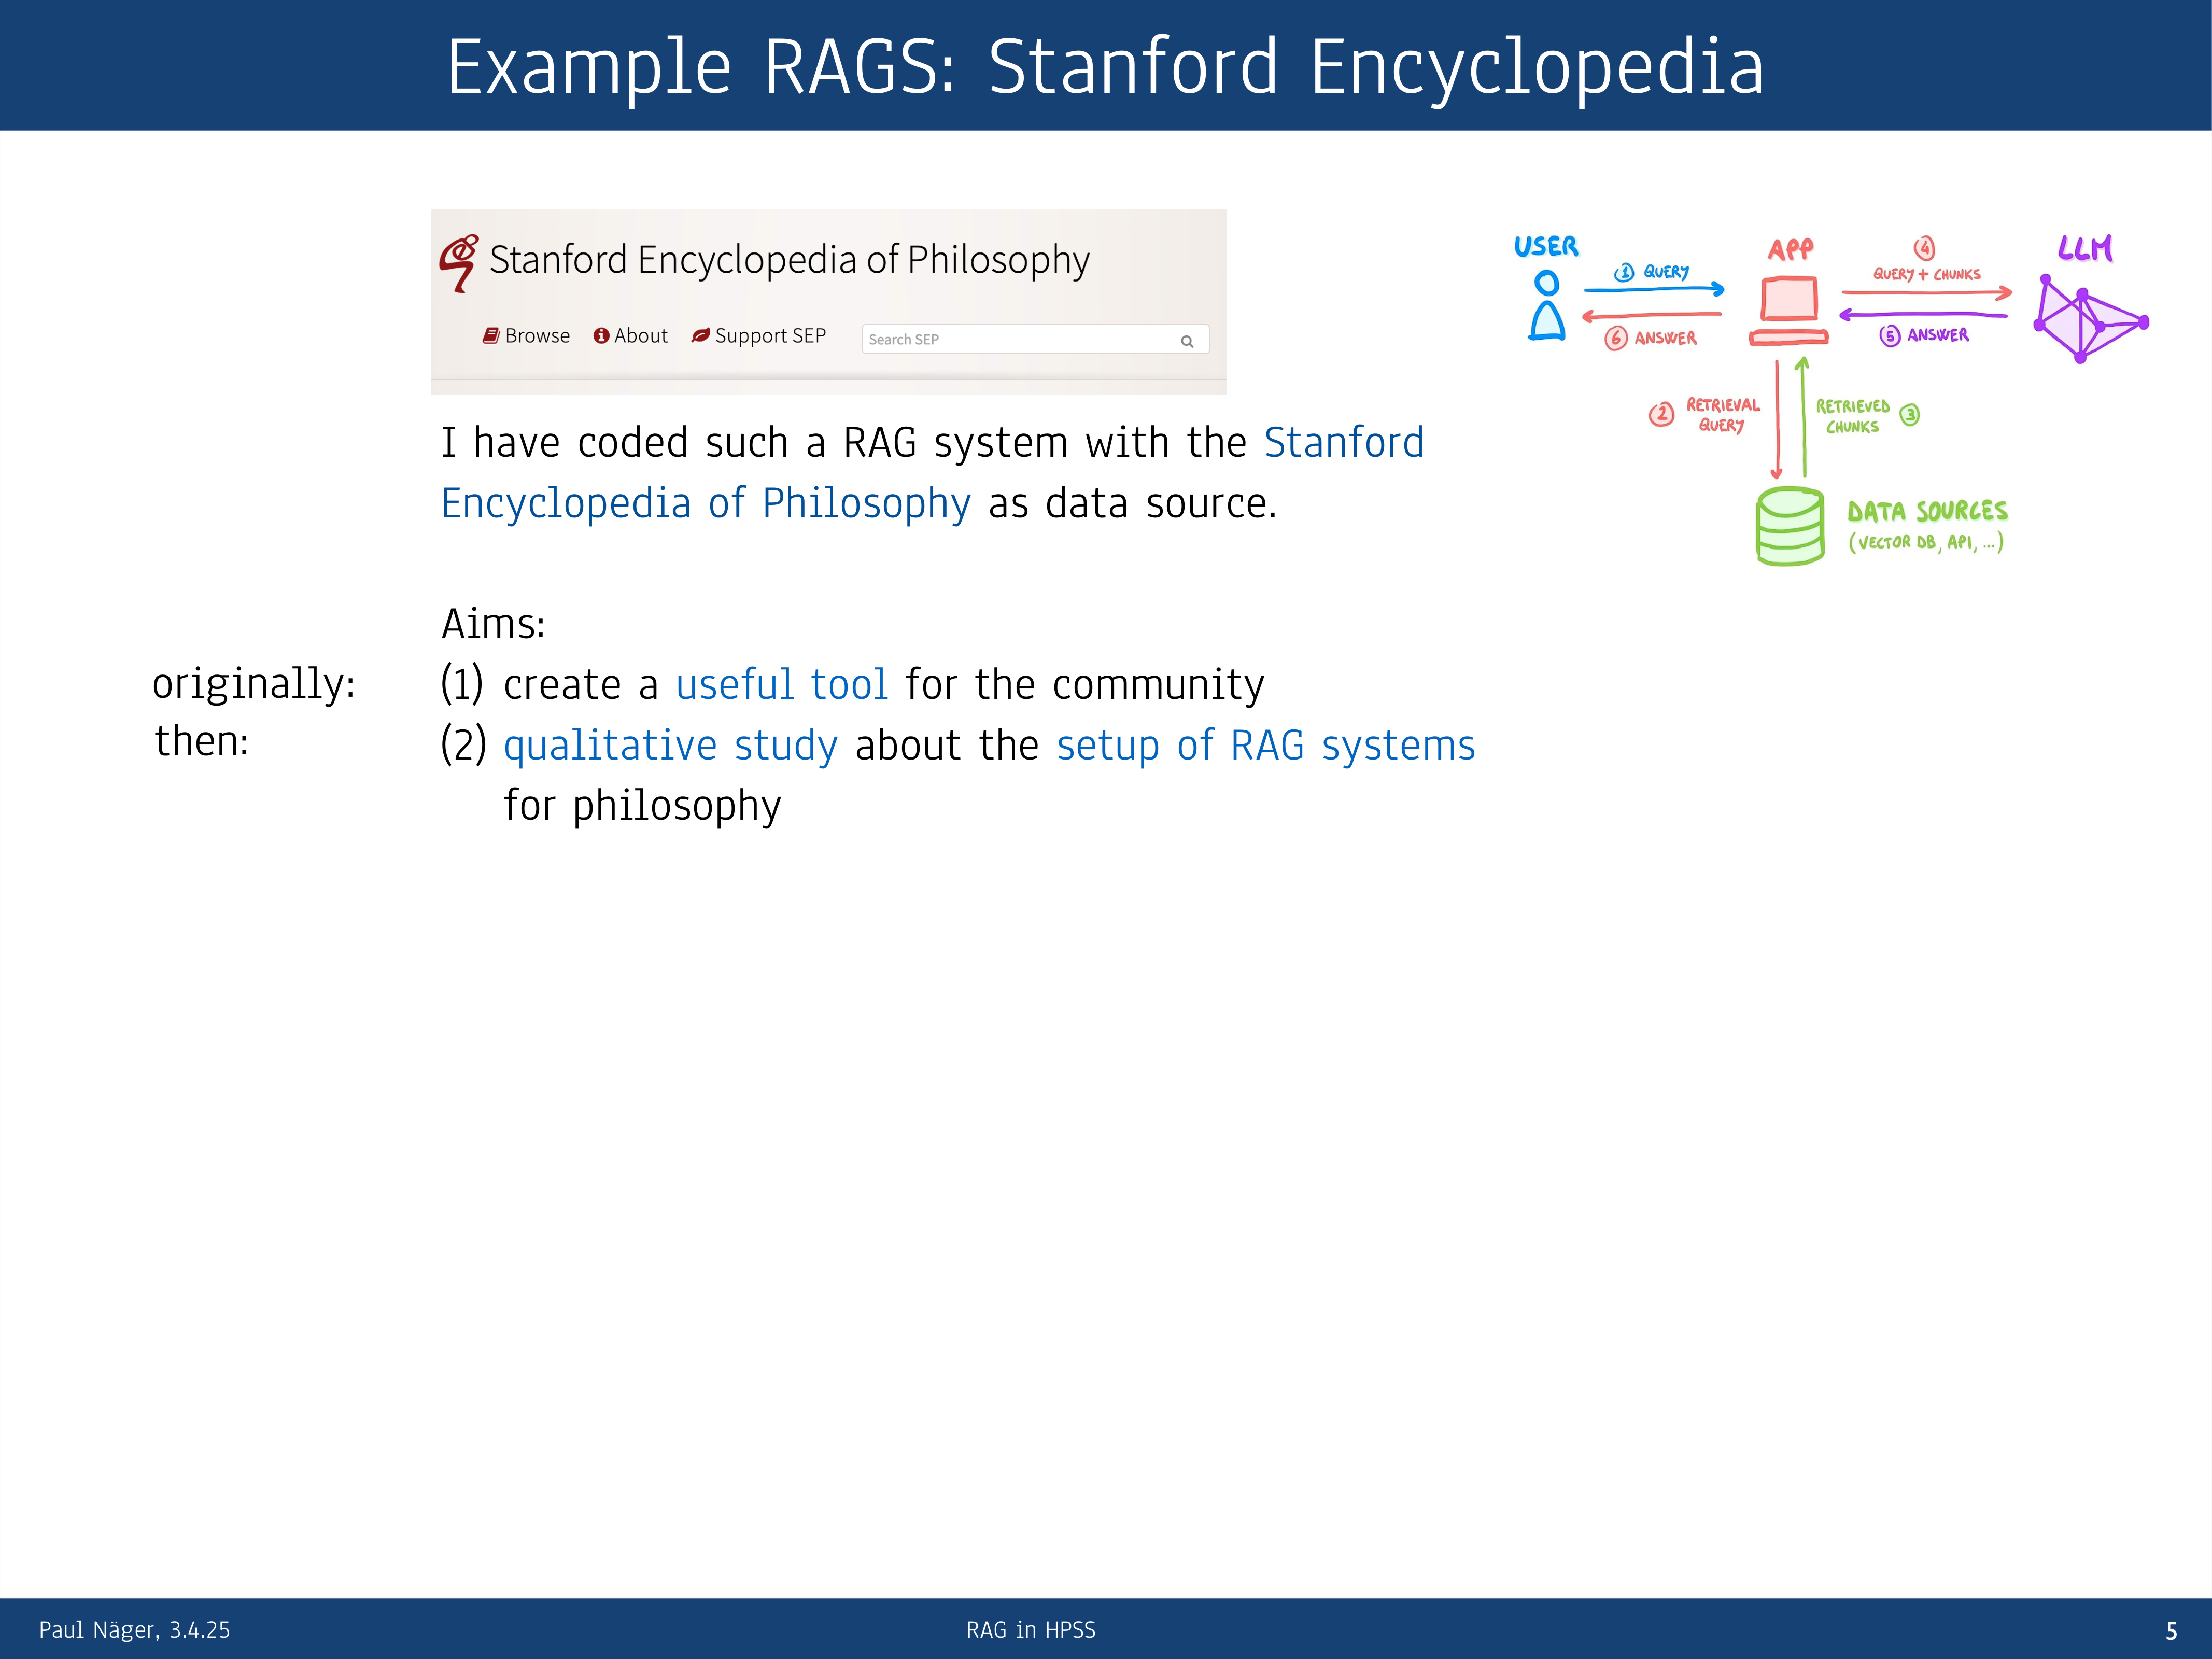 Example RAGS: Stanford Encyclopedia
Stanford Encyclopedia of Philosophy
Browse About Support SEP Search SEP
I have coded such a RAG system with the Stanford
Encyclopedia of Philosophy as data source.
Aims:
originally: (1) create a useful tool for the community
then: (2) qualitative study about the setup of RAG systems
for philosophy
USER
APP
LLM
1 QUERY
6 ANSWER
4
QUERY + CHUNKS
5 ANSWER
2 RETRIEVAL
QUERY
RETRIEVED 3
CHUNKS
DATA SOURCES
(VECTOR DB, API, ...)
Paul Näger, 3.4.25 RAG in HPSS 5